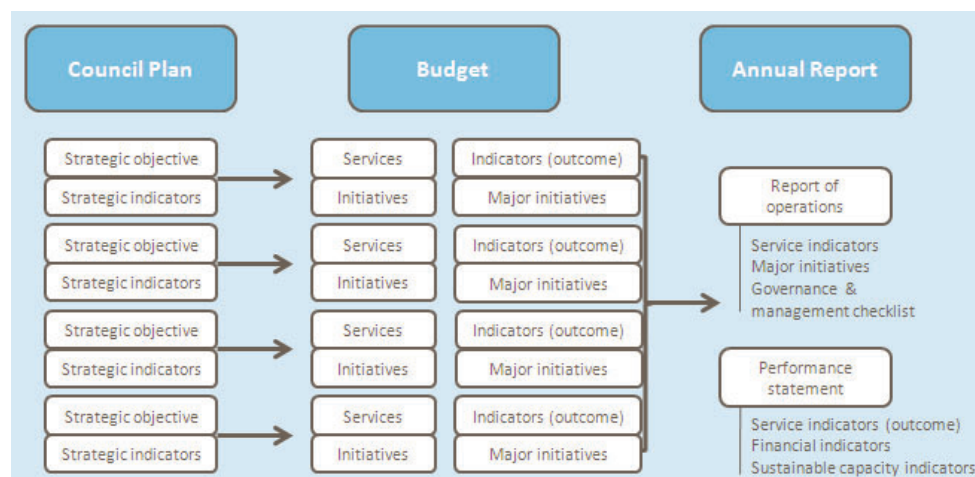 Council Plan
Budget
Annual Report
Strategic objective
Services
Indicators (outcome)
Strategic indicators
Initiatives
Major initiatives
Strategic objective
Services
Indicators (outcome)
Strategic indicators
Initiatives
Major initiatives
Strategic objective
Services
Indicators (outcome)
Strategic indicators
Initiatives
Major initiatives
Strategic objective
Services
Indicators (outcome)
Strategic indicators
Initiatives
Major initiatives
Report of
operations
Service indicators
Major initiatives
Governance &
management checklist
Performance
statement
Service indicators (outcome)
Financial indicators
Sustainable capacity indicators